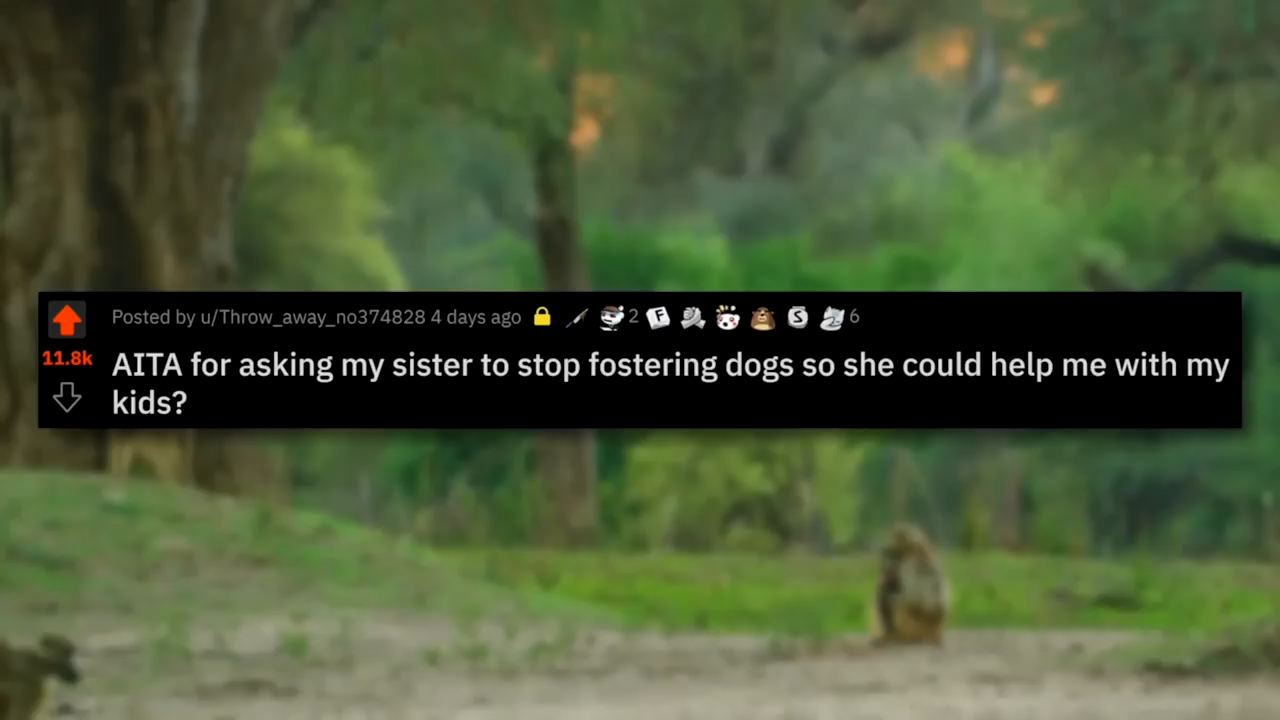 Posted by u/Throw_away_no374828 4 days ago 2 F S 6
11.8k
AITA for asking my sister to stop fostering dogs so she could help me with my
kids?